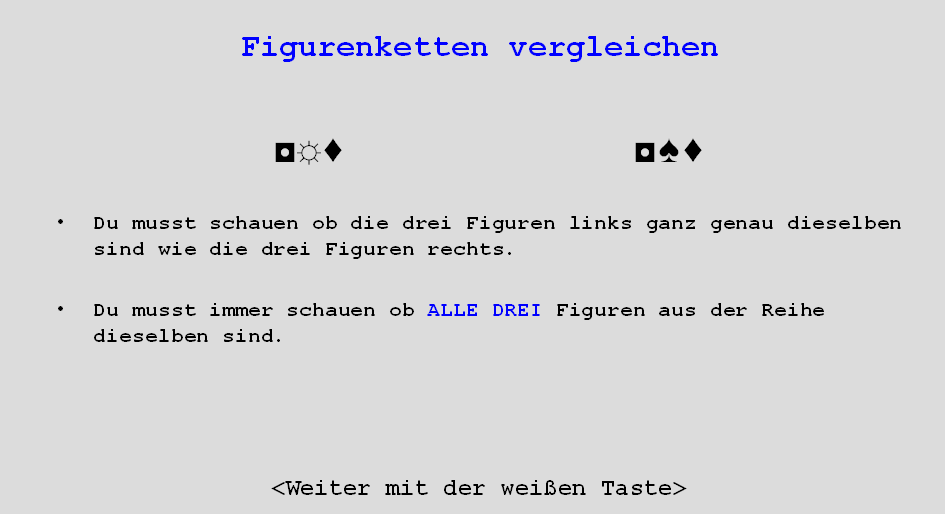 Figurenketten vergleichen
◘☼♦ ◘♠♦
• Du musst schauen ob die drei Figuren links ganz genau dieselben
sind wie die drei Figuren rechts.
• Du musst immer schauen ob ALLE DREI Figuren aus der Reihe
dieselben sind.
<Weiter mit der weißen Taste>